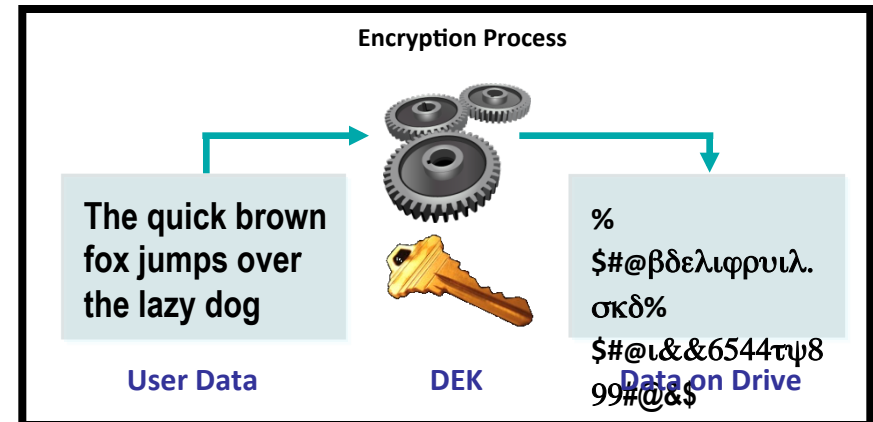 Encryption Process
The quick brown
fox jumps over
the lazy dog
%
$#@βδελιφρυιλ.
σκδ%
$#@ι&&6544τψ8
99#@&$
User Data
DEK
Data on Drive